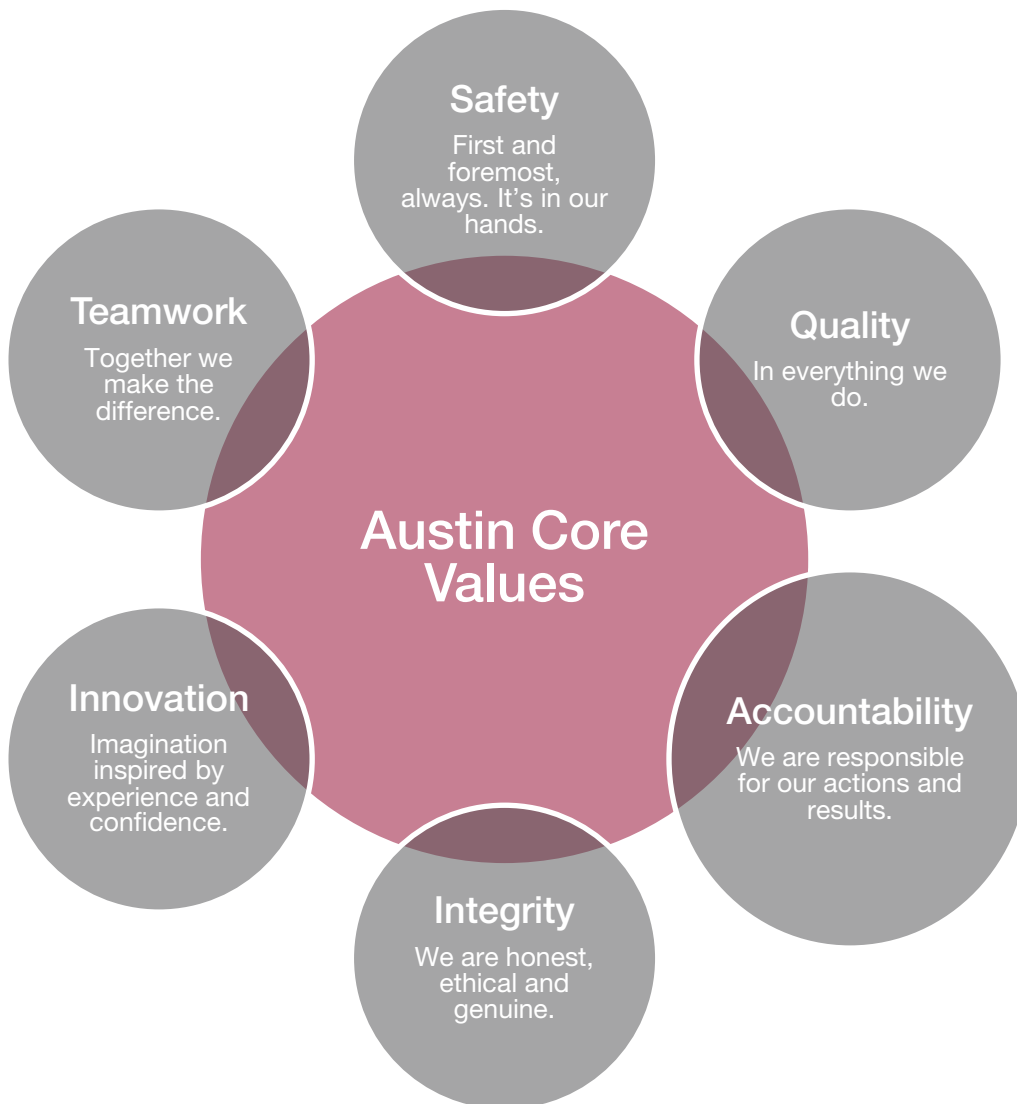 Safety
First and
foremost,
always. It’s in our
hands.
Teamwork
Together we
make the
difference.
Quality
In everything we
do.
Austin Core
Values
Innovation
Imagination
inspired by
experience and
confidence.
Accountability
We are responsible
for our actions and
results.
Integrity
We are honest,
ethical and
genuine.